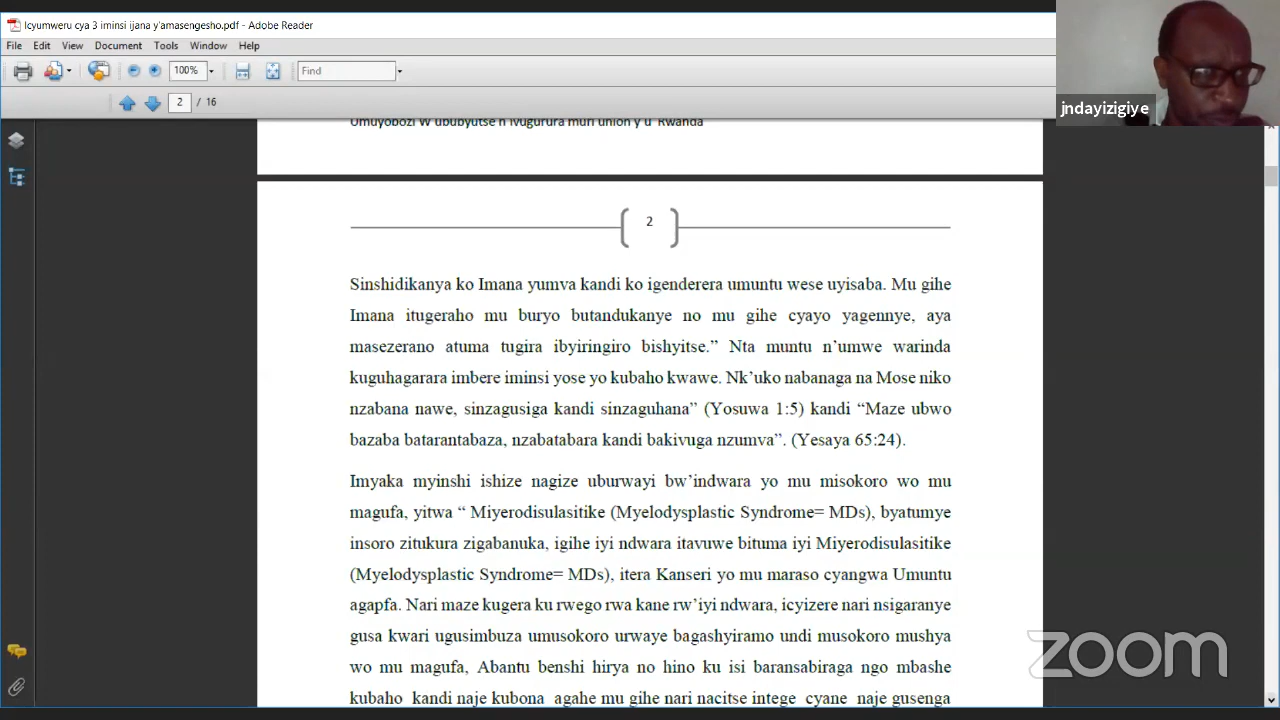 Icyumweru cya 3 iminsi ijana y'amasengesho.pdf - Adobe Reader
File Edit View Document Tools Window Help
100% Find
2 / 16
jndayizigiye
Umuyobozi W'ububyutse n'ivugurura muri union y'u Rwanda
2
Sinshidikanya ko Imana yumva kandi ko igenderera umuntu wese uyisaba. Mu gihe
Imana itugeraho mu buryo butandukanye no mu gihe cyayo yagennye, aya
masezerano atuma tugira ibyiringiro bishyitse.” Nta muntu n’umwe warinda
kuguhagarara imbere iminsi yose yo kubaho kwawe. Nk’uko nabanaga na Mose niko
nzabana nawe, sinzagusiga kandi sinzaguhana” (Yosuwa 1:5) kandi “Maze ubwo
bazaba batarantabaza, nzabatabara kandi bakivuga nzumva”. (Yesaya 65:24).
Imyaka myinshi ishize nagize uburwayi bw’indwara yo mu misokoro wo mu
magufa, yitwa “ Miyerodisulasitike (Myelodysplastic Syndrome= MDs), byatumye
insoro zitukura zigabanuka, igihe iyi ndwara itavuwe bituma iyi Miyerodisulasitike
(Myelodysplastic Syndrome= MDs), itera Kanseri yo mu maraso cyangwa Umuntu
agapfa. Nari maze kugera ku rwego rwa kane rw’iyi ndwara, icyizere nari nsigaranye
gusa kwari ugusimbuza umusokoro urwaye bagashyiramo undi musokoro mushya
wo mu magufa, Abantu benshi hirya no hino ku isi baransabiraga ngo mbashe
kubaho kandi naje kubona agahe mu gihe nari nacitse intege cyane naje gusenga
zoom